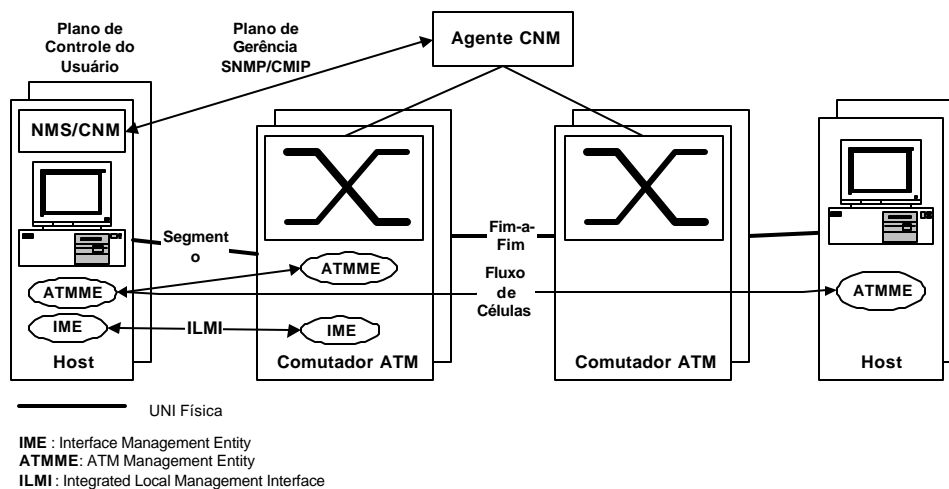 Plano de
Controle do
Usuário
Plano de
Gerência
SNMP/CMIP
Agente CNM
NMS/CNM
Segment
o
Fim-a-
Fim
ATMME
Fluxo
de
Células
ATMME
ATMME
IME
ILMI
IME
Host
Comutador ATM
Comutador ATM
Host
UNI Física
IME : Interface Management Entity
ATMME: ATM Management Entity
ILMI : Integrated Local Management Interface